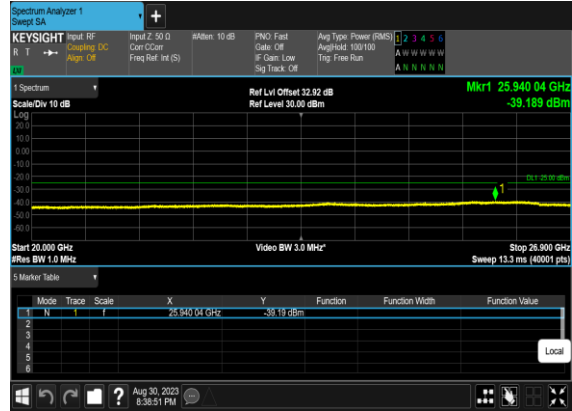 Spectrum Analyzer 1
Swept SA
+
KEYSIGHT Input: RF Input Z: 50 Ω #Atten: 10 dB PNO: Fast Avg Type: Power (RMS) 1 2 3 4 5 6
R T Coupling: DC Corr CCorr Gate: Off Avg|Hold: 100/100 A W W W W W
Align: Off Freq Ref: Int (S) IF Gain: Low Trig: Free Run
Sig Track: Off A N N N N N
1 Spectrum Ref Lvl Offset 32.92 dB Mkr1 25.940 04 GHz
Scale/Div 10 dB Ref Level 30.00 dBm -39.189 dBm
Log
20.0
10.0
0.00
-10.0
-20.0 DL1 -25.00 dBm
-30.0 1
-40.0
-50.0
-60.0
Start 20.000 GHz Video BW 3.0 MHz* Stop 26.900 GHz
#Res BW 1.0 MHz Sweep 13.3 ms (40001 pts)
5 Marker Table
Mode Trace Scale X Y Function Function Width Function Value
1 N 1 f 25.940 04 GHz -39.19 dBm
2
3
4
5
6
Local
? Aug 30, 2023
8:38:51 PM